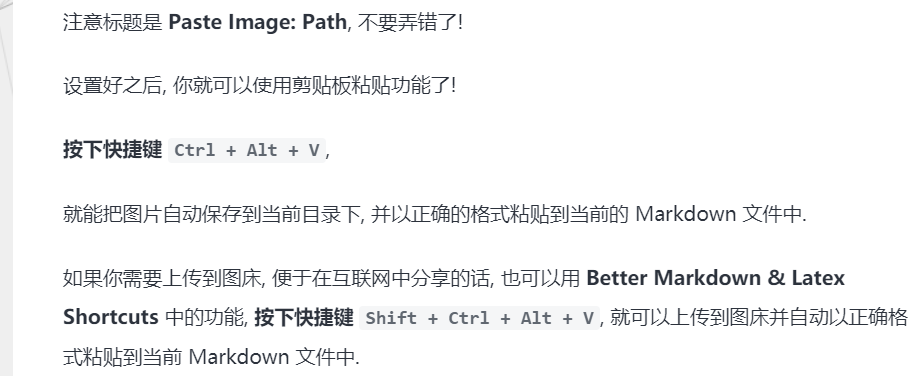 注意标题是 Paste Image: Path, 不要弄错了!
设置好之后, 你就可以使用剪贴板粘贴功能了!
按下快捷键 Ctrl + Alt + V,
就能把图片自动保存到当前目录下, 并以正确的格式粘贴到当前的 Markdown 文件中.
如果你需要上传到图床, 便于在互联网中分享的话, 也可以用 Better Markdown & Latex
Shortcuts 中的功能, 按下快捷键 Shift + Ctrl + Alt + V, 就可以上传到图床并自动以正确格
式粘贴到当前 Markdown 文件中.